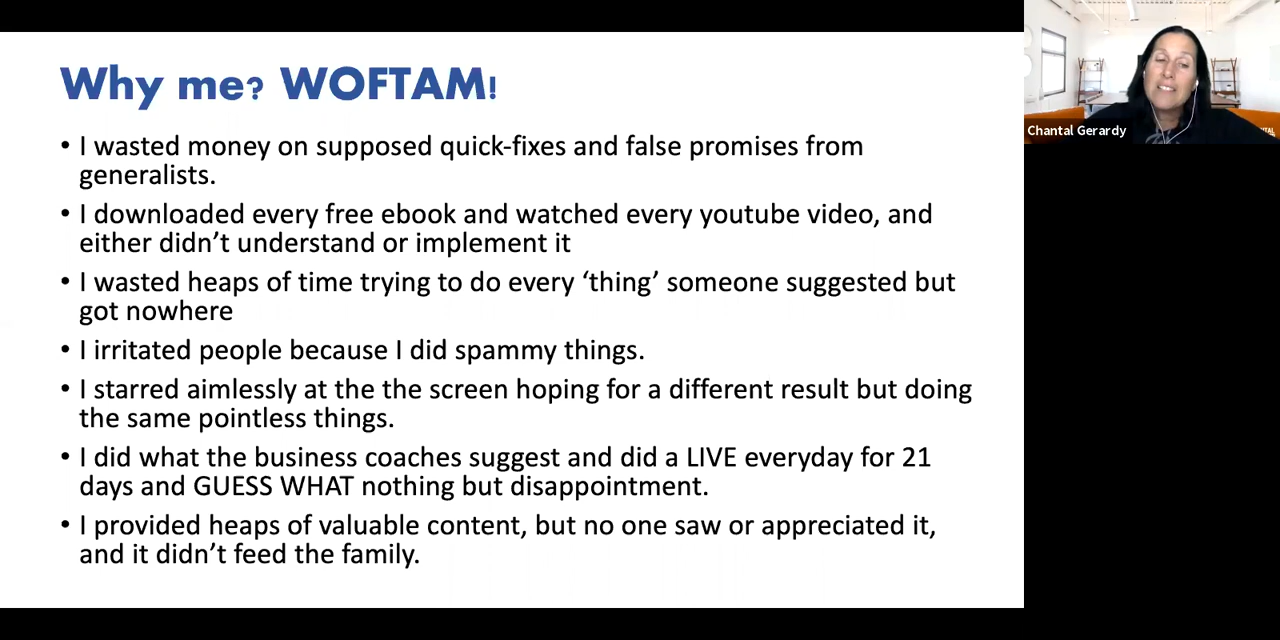 Why me? WOFTAM!
• I wasted money on supposed quick-fixes and false promises from
generalists.
• I downloaded every free ebook and watched every youtube video, and
either didn’t understand or implement it
• I wasted heaps of time trying to do every ‘thing’ someone suggested but
got nowhere
• I irritated people because I did spammy things.
• I starred aimlessly at the the screen hoping for a different result but doing
the same pointless things.
• I did what the business coaches suggest and did a LIVE everyday for 21
days and GUESS WHAT nothing but disappointment.
• I provided heaps of valuable content, but no one saw or appreciated it,
and it didn’t feed the family.
Chantal Gerardy